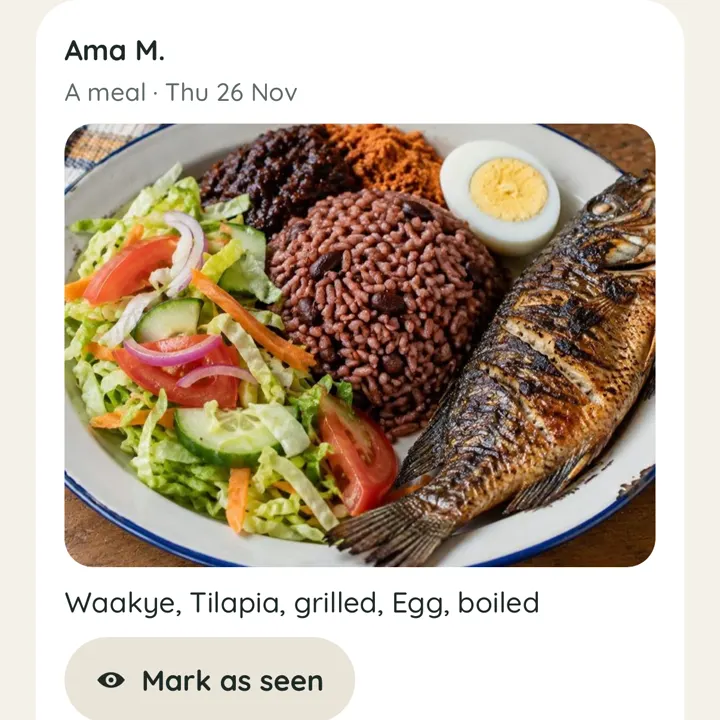 Ama M.
A meal · Thu 26 Nov
Waakye, Tilapia, grilled, Egg, boiled
Mark as seen